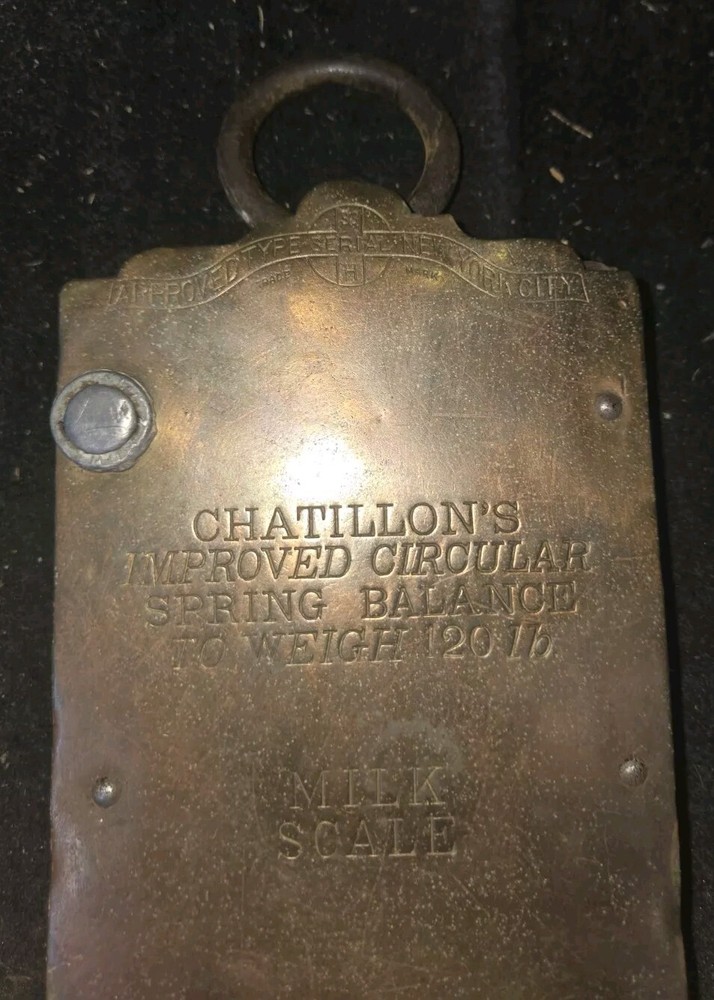 APPROVED TYPE SERIAL NEW YORK CITY
H
CHATILLON'S
IMPROVED CIRCULAR
SPRING BALANCE
TO WEIGH 120 lb
MILK
SCALE